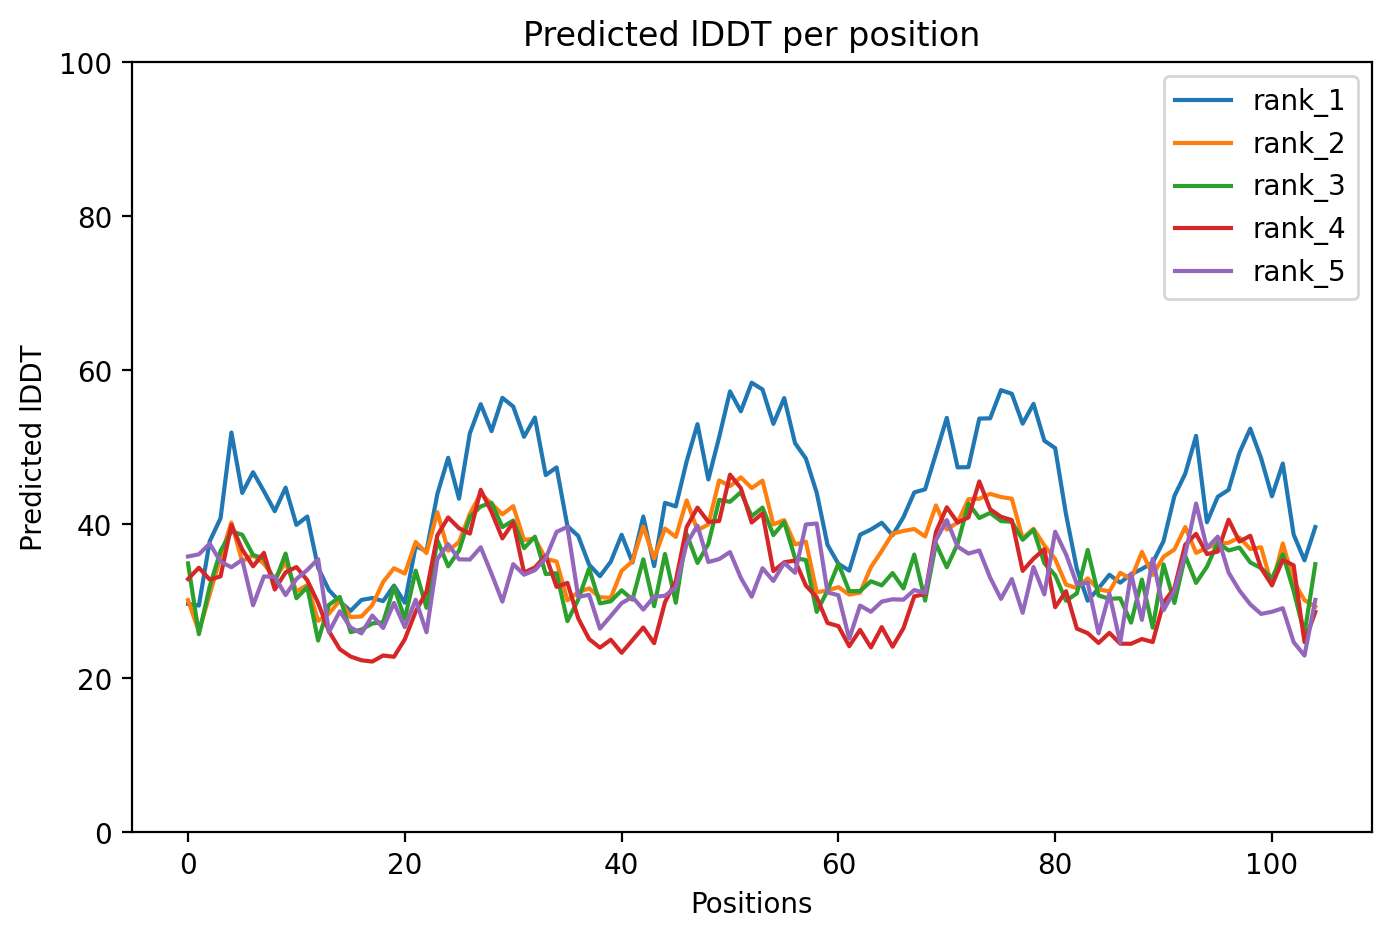 Predicted lDDT per position
100
80
60
40
20
0
Predicted lDDT
0 20 40 60 80 100
Positions
rank_1
rank_2
rank_3
rank_4
rank_5